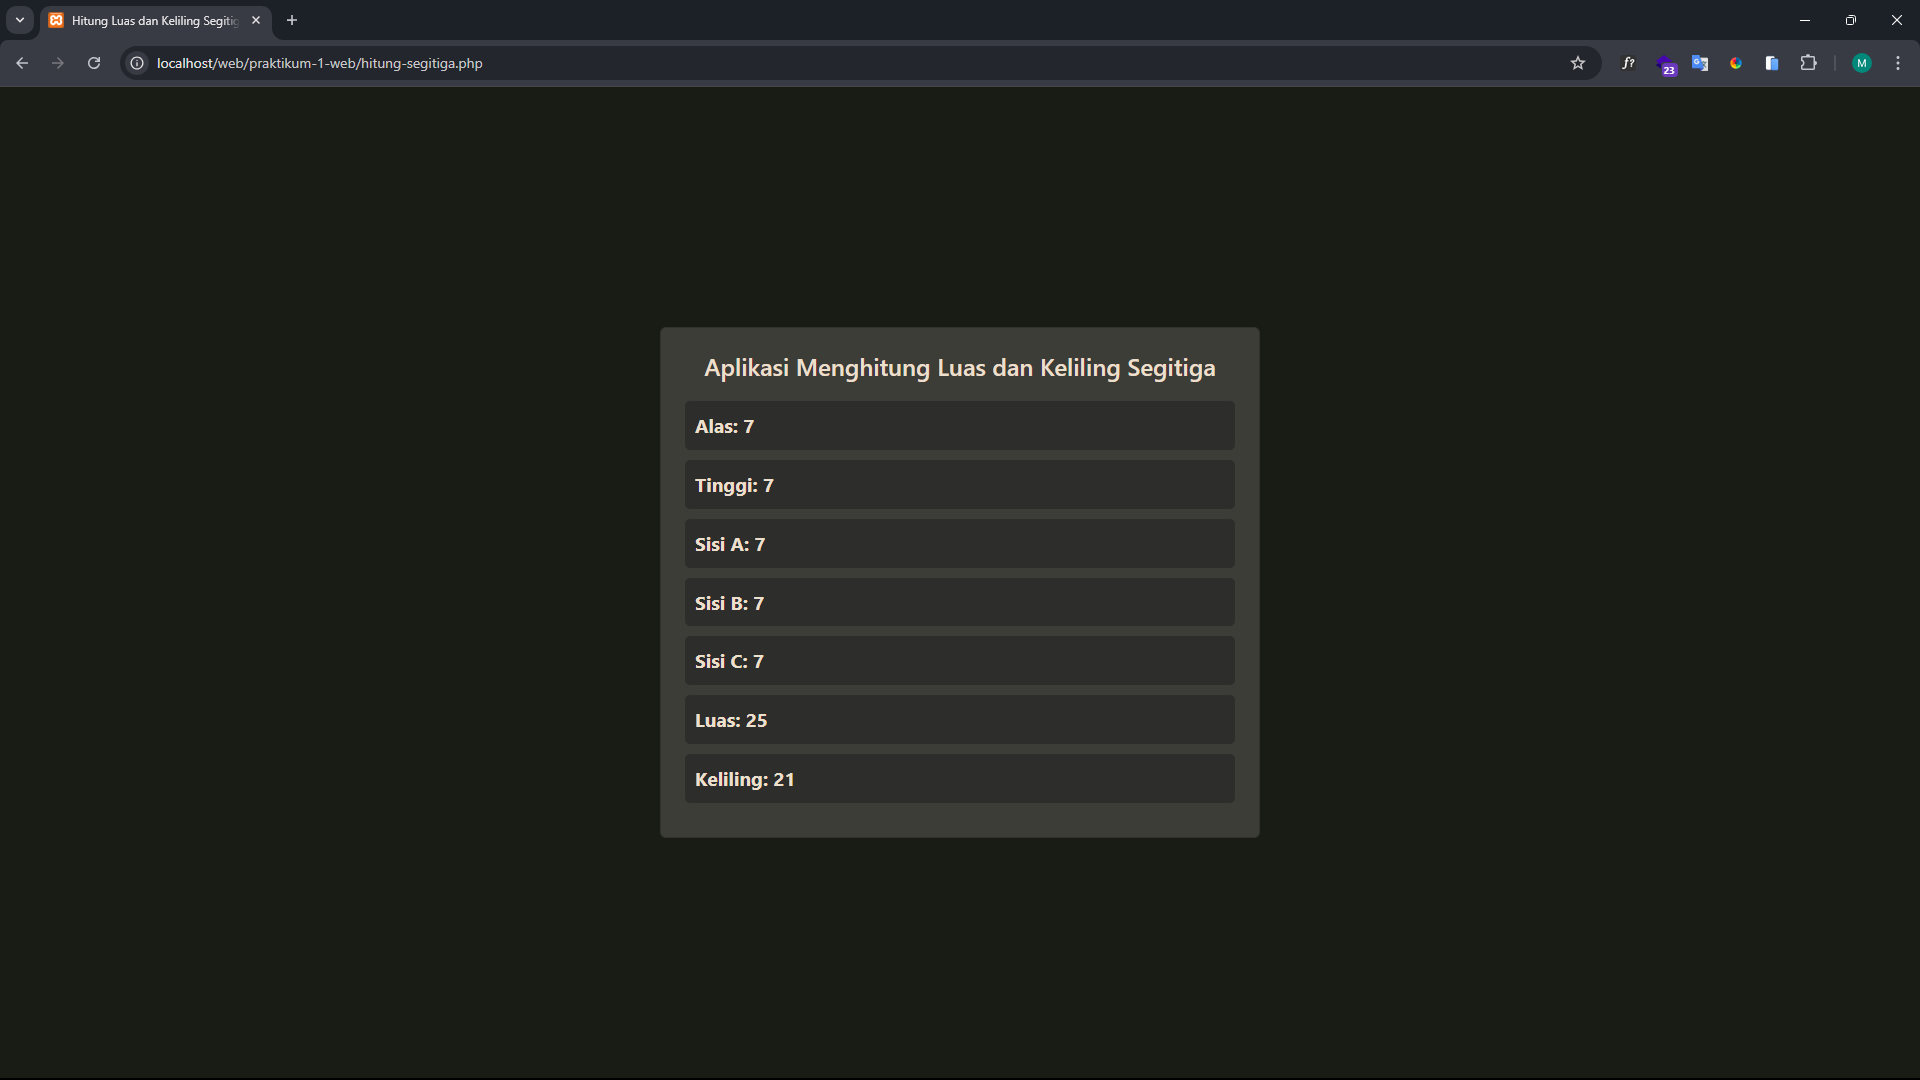 Hitung Luas dan Keliling Segitig
localhost/web/praktikum-1-web/hitung-segitiga.php
f?
23
M
Aplikasi Menghitung Luas dan Keliling Segitiga
Alas: 7
Tinggi: 7
Sisi A: 7
Sisi B: 7
Sisi C: 7
Luas: 25
Keliling: 21